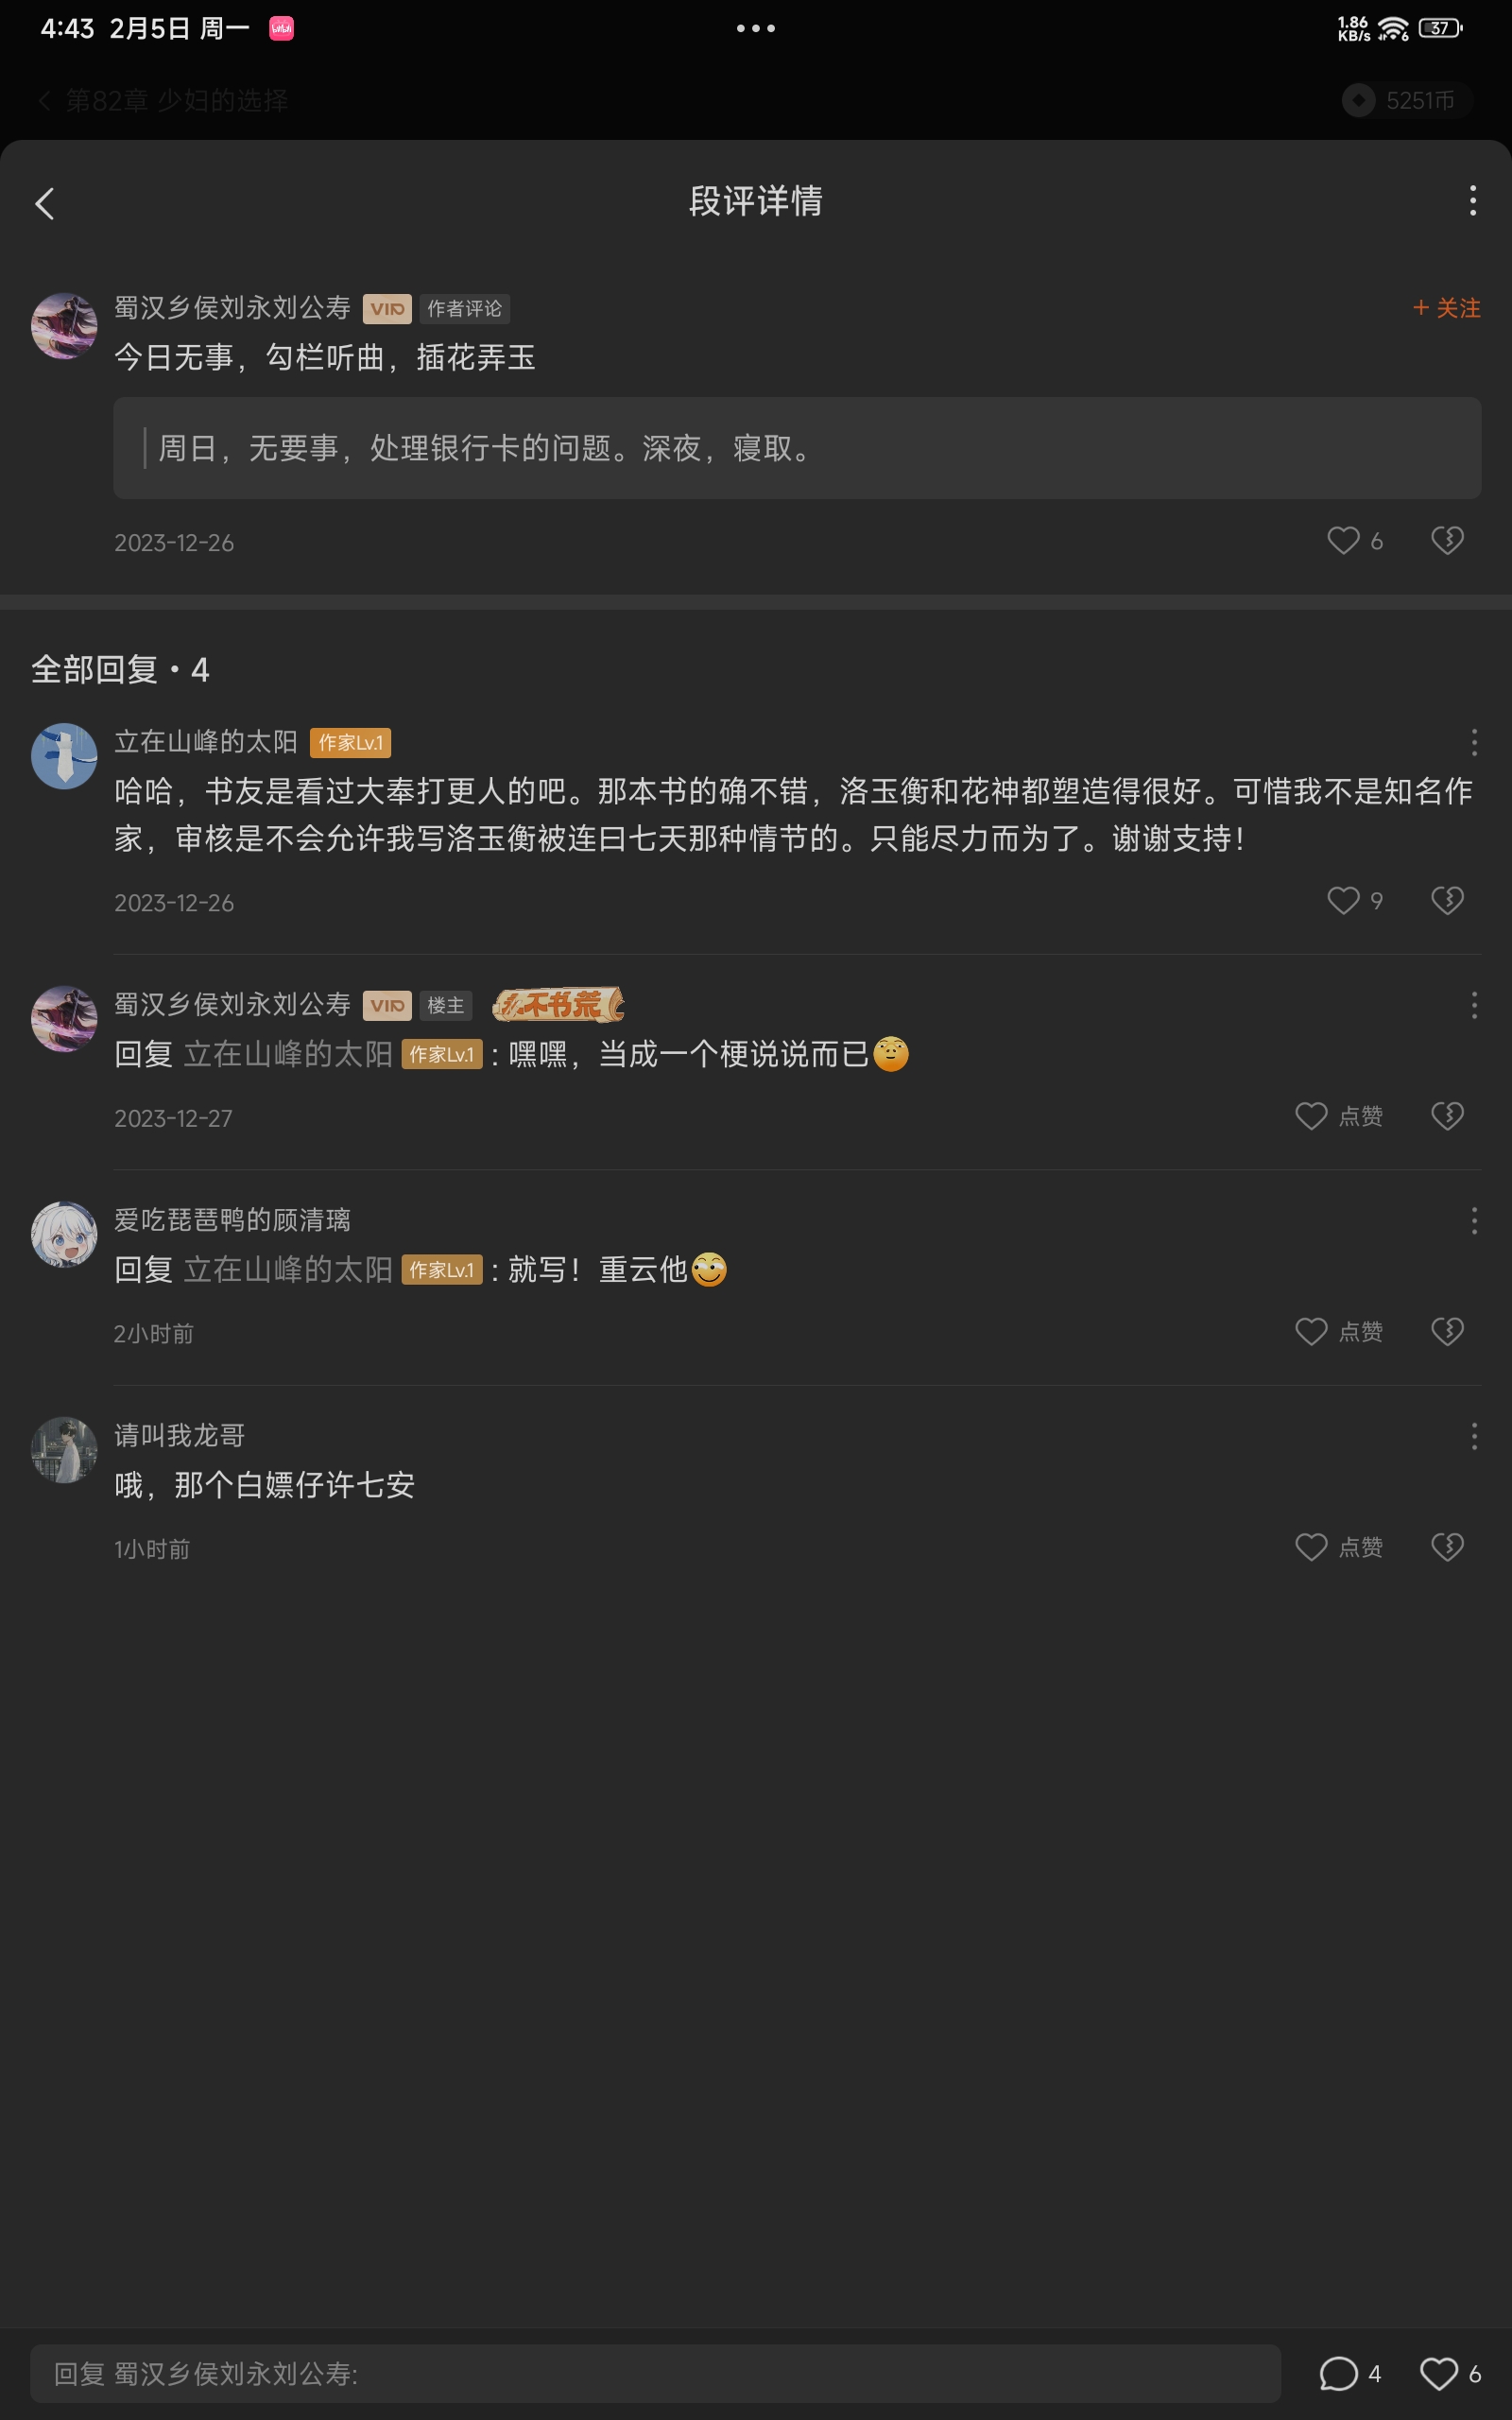 4:43 2月5日 周一
1.86
KB/s
6
37
第82章 少妇的选择
5251币
段评详情
蜀汉乡侯刘永刘公寿 VIP 作者评论
+ 关注
今日无事，勾栏听曲，插花弄玉
周日，无要事，处理银行卡的问题。深夜，寝取。
2023-12-26
6
全部回复·4
立在山峰的太阳 作家Lv.1
哈哈，书友是看过大奉打更人的吧。那本书的确不错，洛玉衡和花神都塑造得很好。可惜我不是知名作
家，审核是不会允许我写洛玉衡被连曰七天那种情节的。只能尽力而为了。谢谢支持！
2023-12-26
9
蜀汉乡侯刘永刘公寿 VIP 楼主 永不书荒
回复 立在山峰的太阳 作家Lv.1 : 嘿嘿，当成一个梗说说而已
2023-12-27
点赞
爱吃琵琶鸭的顾清璃
回复 立在山峰的太阳 作家Lv.1 : 就写！重云他
2小时前
点赞
请叫我龙哥
哦，那个白嫖仔许七安
1小时前
点赞
回复 蜀汉乡侯刘永刘公寿:
4
6